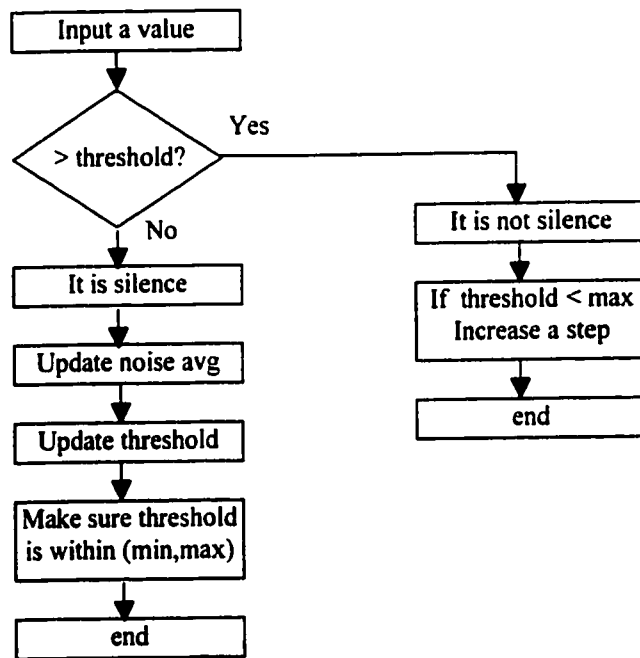 Input a value
> threshold?
Yes
No
It is silence
Update noise avg
Update threshold
Make sure threshold
is within (min,max)
end
It is not silence
If threshold < max
Increase a step
end